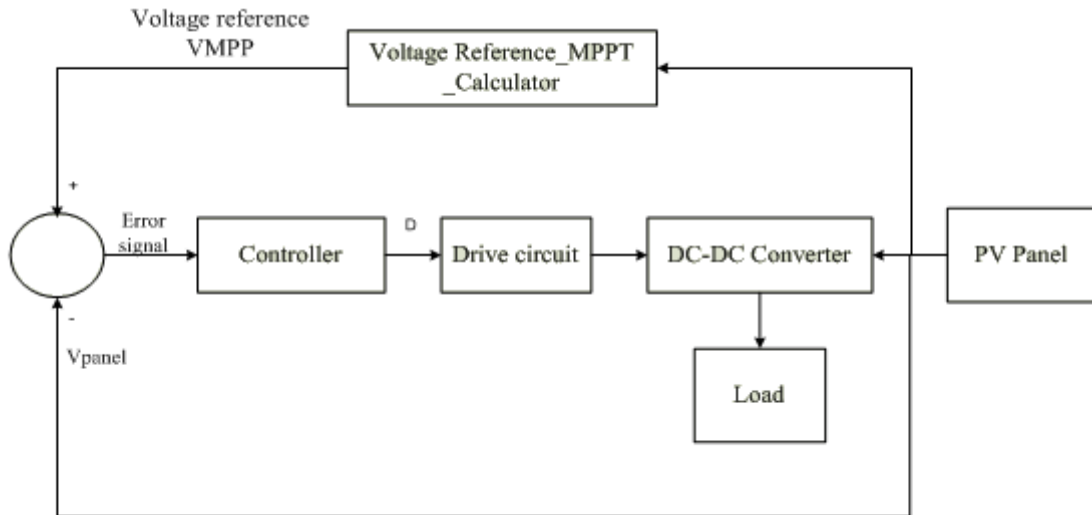 Voltage reference
VMPP
Voltage Reference_MPPT
_Calculator
+
Error
signal
Controller
D
Drive circuit
DC-DC Converter
PV Panel
-
Vpanel
Load